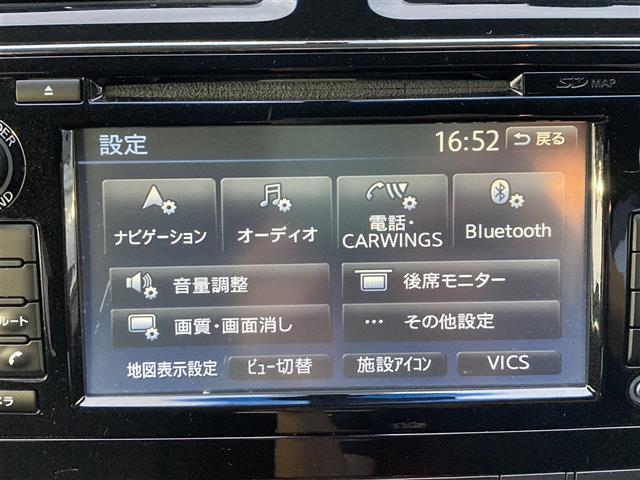 SD MAP
設定
16:52
戻る
ナビゲーション
オーディオ
電話・
CARWINGS
Bluetooth
音量調整
後席モニター
画質・画面消し
その他設定
地図表示設定
ビュー切替
施設アイコン
VICS
ルート